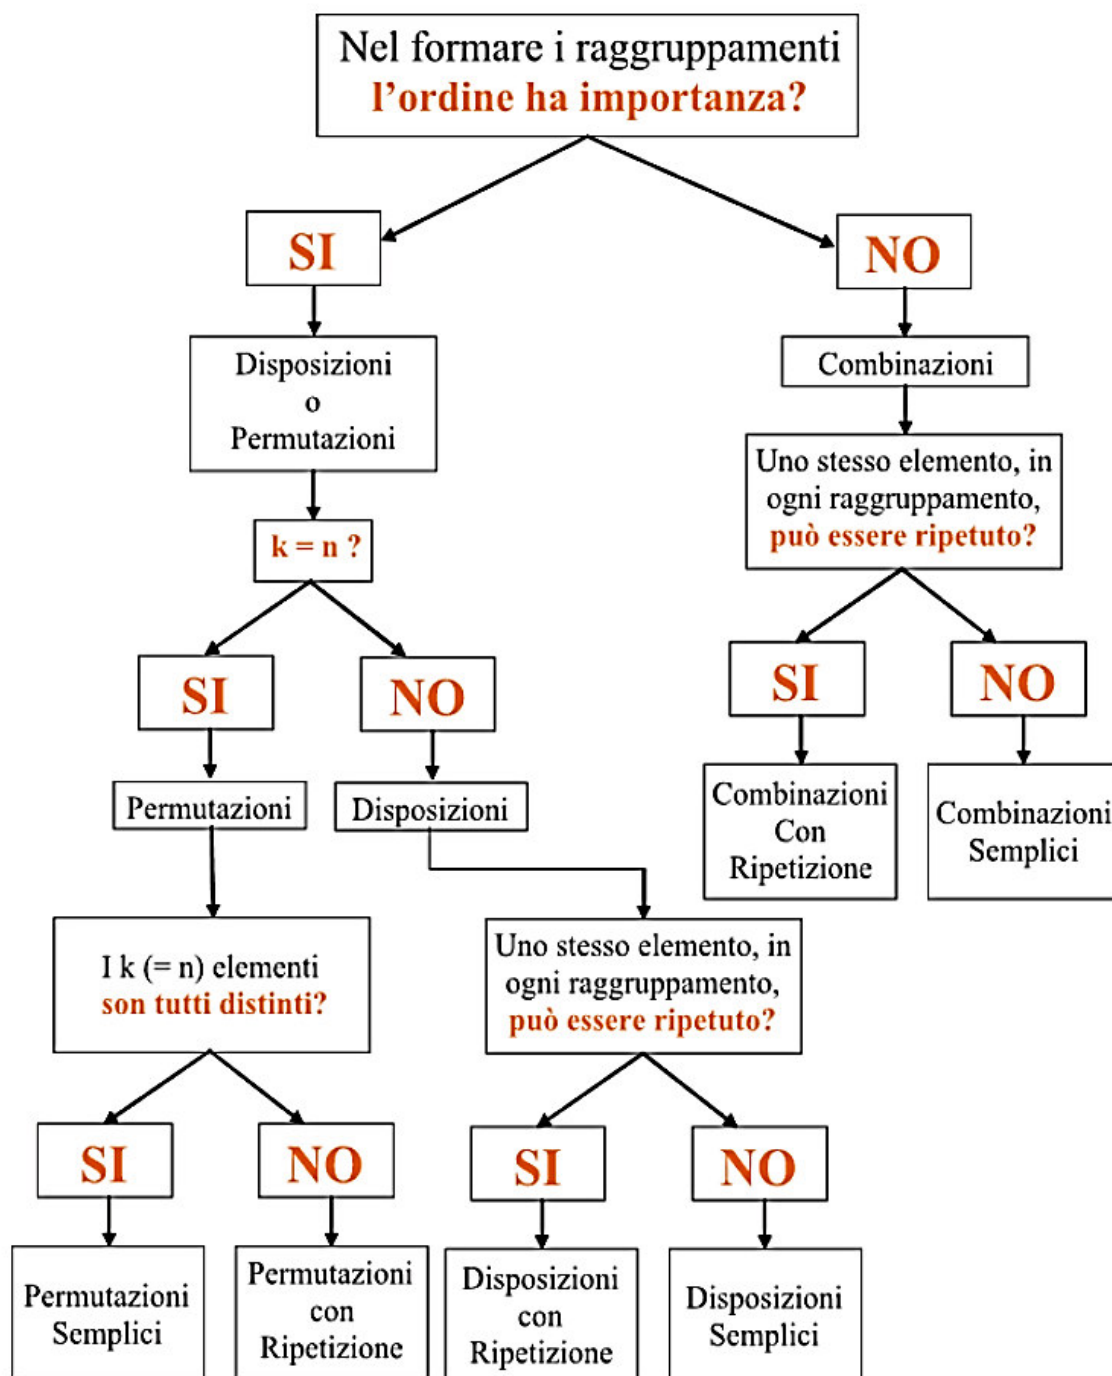 Nel formare i raggruppamenti
l'ordine ha importanza?
SI
NO
Disposizioni
o
Permutazioni
Combinazioni
Uno stesso elemento, in
ogni raggruppamento,
può essere ripetuto?
k = n ?
SI
NO
SI
NO
Permutazioni
Disposizioni
Combinazioni
Con
Ripetizione
Combinazioni
Semplici
I k (= n) elementi
son tutti distinti?
Uno stesso elemento, in
ogni raggruppamento,
può essere ripetuto?
SI
NO
SI
NO
Permutazioni
Semplici
Permutazioni
con
Ripetizione
Disposizioni
con
Ripetizione
Disposizioni
Semplici